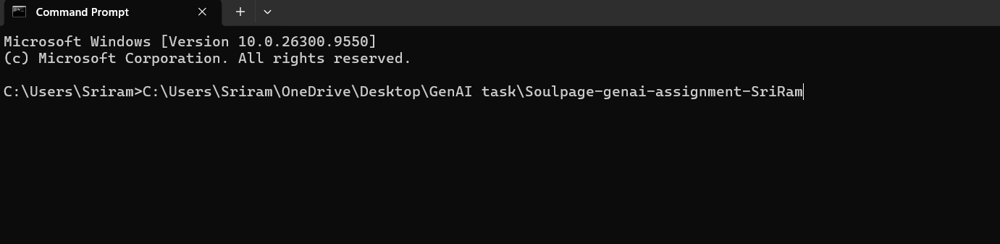 Command Prompt
Microsoft Windows [Version 10.0.26300.9550]
(c) Microsoft Corporation. All rights reserved.
C:\Users\Sriram>C:\Users\Sriram\OneDrive\Desktop\GenAI task\Soulpage-genai-assignment-SriRam